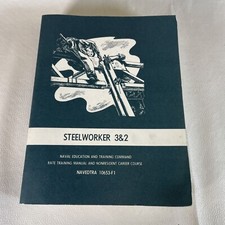 STEELWORKER 3&2
NAVAL EDUCATION AND TRAINING COMMAND
RATE TRAINING MANUAL AND NONRESIDENT CAREER COURSE
NAVEDTRA 10653-F1